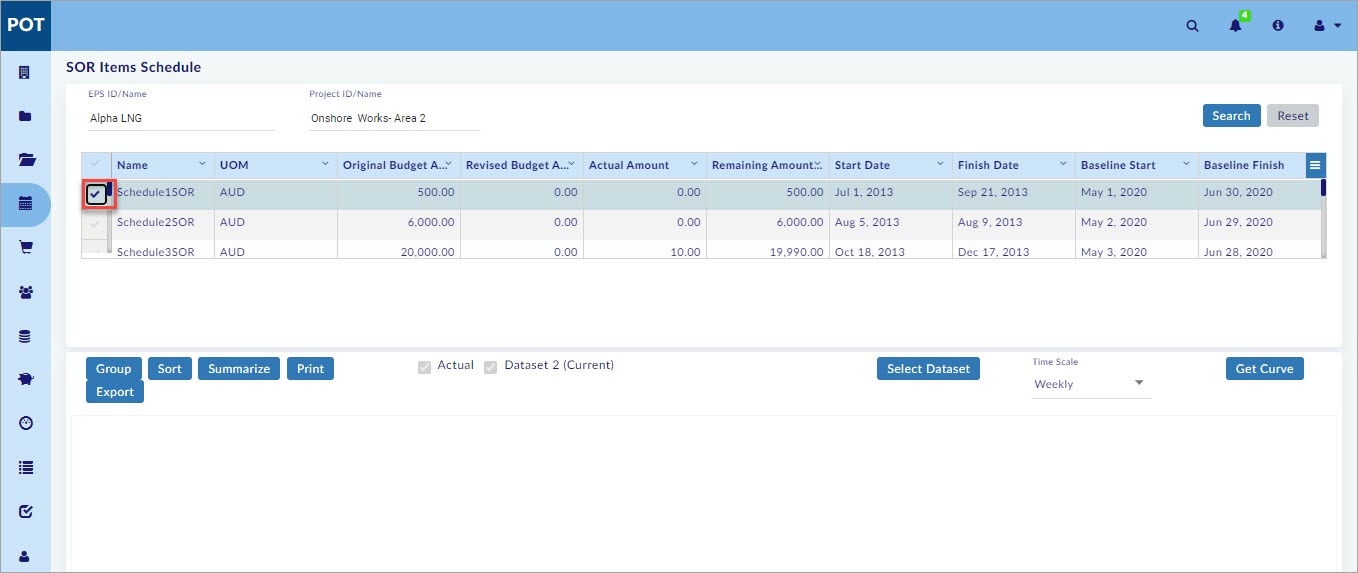 POT
4
SOR Items Schedule
EPS ID/Name
Project ID/Name
Alpha LNG
Onshore Works- Area 2
Search
Reset
Name UOM Original Budget A... Revised Budget A... Actual Amount Remaining Amount... Start Date Finish Date Baseline Start Baseline Finish
Schedule1SOR AUD 500.00 0.00 0.00 500.00 Jul 1, 2013 Sep 21, 2013 May 1, 2020 Jun 30, 2020
Schedule2SOR AUD 6,000.00 0.00 0.00 6,000.00 Aug 5, 2013 Aug 9, 2013 May 2, 2020 Jun 29, 2020
Schedule3SOR AUD 20,000.00 0.00 10.00 19,990.00 Oct 18, 2013 Dec 17, 2013 May 3, 2020 Jun 28, 2020
Group Sort Summarize Print
Export
Actual Dataset 2 (Current)
Select Dataset
Time Scale
Weekly
Get Curve